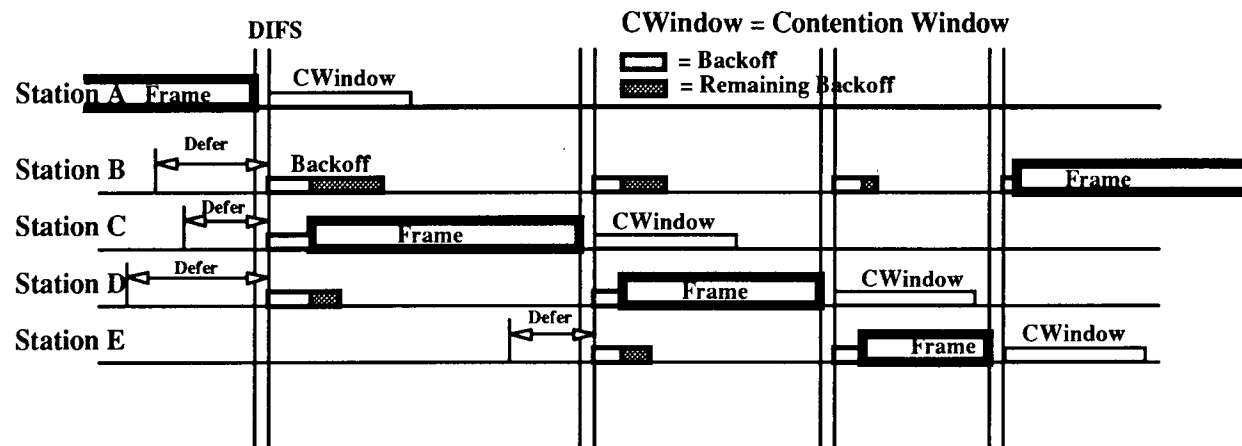 CWindow = Contention Window
DIFS
= Backoff
= Remaining Backoff
CWindow
Station A
Frame
Defer
Station B
Backoff
Frame
Defer
Station C
Frame
CWindow
Defer
Station D
Frame
CWindow
Defer
Station E
Frame
CWindow